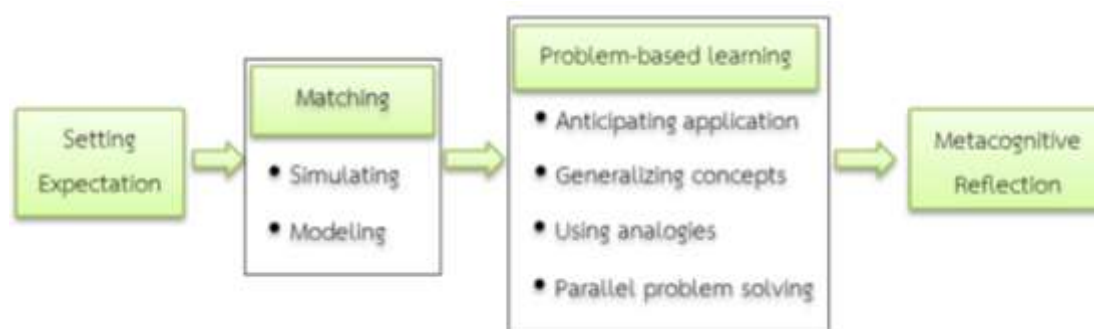 Setting
Expectation
Matching
• Simulating
• Modeling
Problem-based learning
• Anticipating application
• Generalizing concepts
• Using analogies
• Parallel problem solving
Metacognitive
Reflection